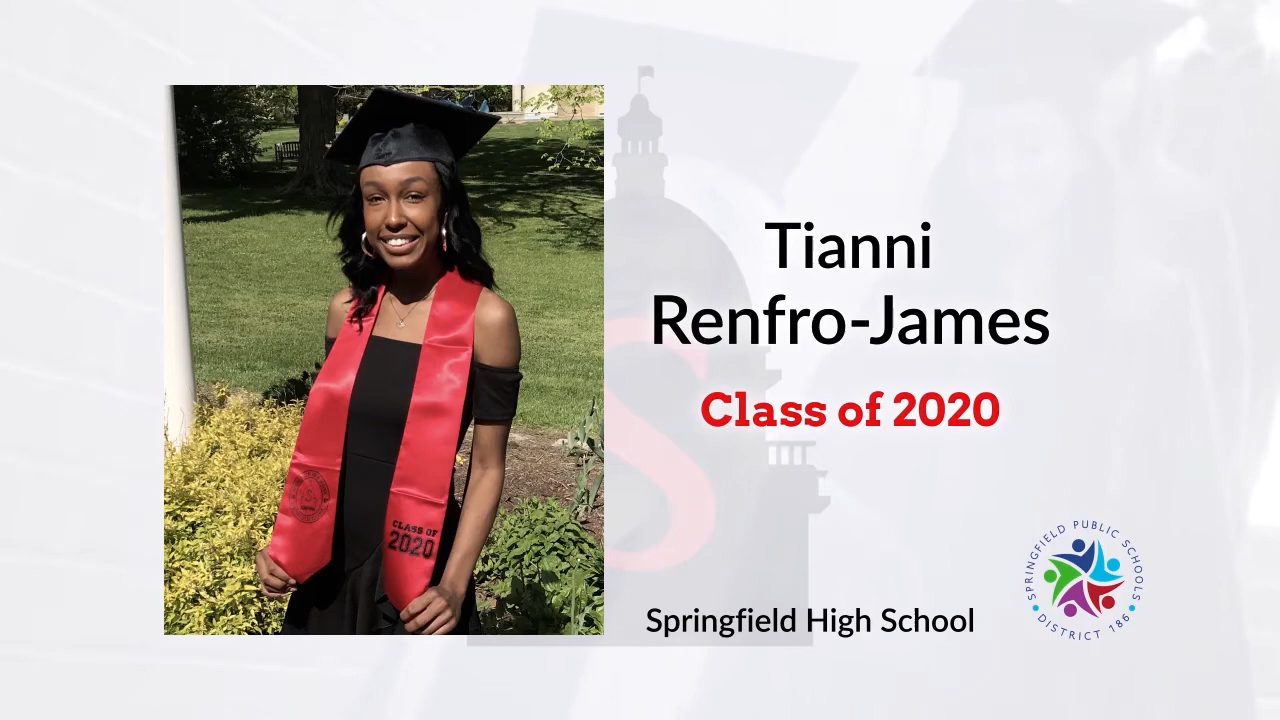 Tianni
Renfro-James
Class of 2020
CLASS OF
2020
Springfield High School
SPRINGFIELD PUBLIC SCHOOLS
DISTRICT 186